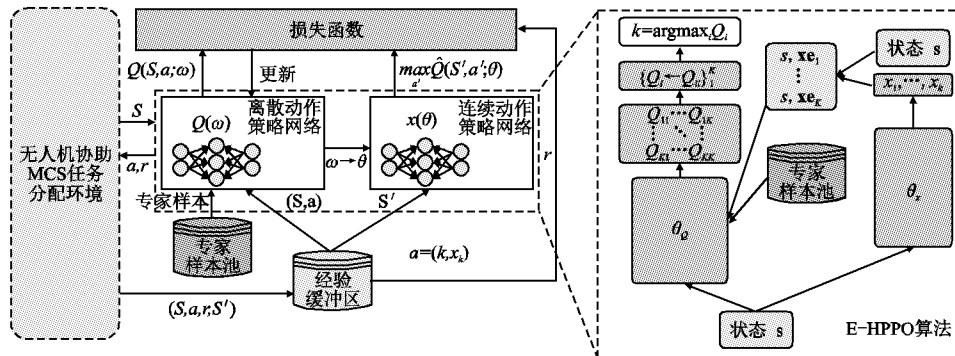 损失函数
Q(S,a;ω)
更新
max Q̂(S′,a′;θ)
a′
S
a,r
无人机协助
MCS任务
分配环境
离散动作
策略网络
Q(ω)
ω→θ
连续动作
策略网络
x(θ)
r
专家样本
(S,a)
S′
专家
样本池
经验
缓冲区
a=(k,x_k)
(S,a,r,S′)
k=argmax_i Q_i
{Q_i←Q_ii}_1^K
Q_11⋯Q_1K
⋮ ⋱ ⋮
Q_K1⋯Q_KK
θ_Q
s, xe_1
⋮
s, xe_K
专家
样本池
状态 s
x_1,⋯,x_k
θ_x
状态 s
E-HPPO算法